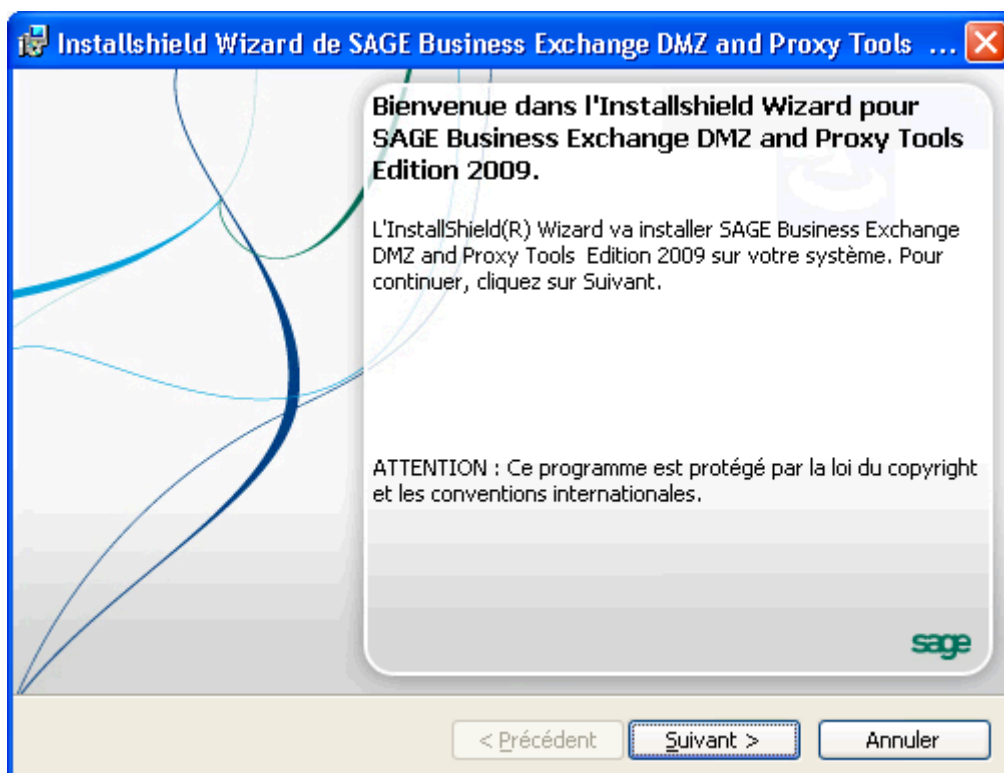 Installshield Wizard de SAGE Business Exchange DMZ and Proxy Tools ...
Bienvenue dans l'Installshield Wizard pour
SAGE Business Exchange DMZ and Proxy Tools
Edition 2009.
L'InstallShield(R) Wizard va installer SAGE Business Exchange
DMZ and Proxy Tools  Edition 2009 sur votre système. Pour
continuer, cliquez sur Suivant.
ATTENTION : Ce programme est protégé par la loi du copyright
et les conventions internationales.
sage
< Précédent
Suivant >
Annuler